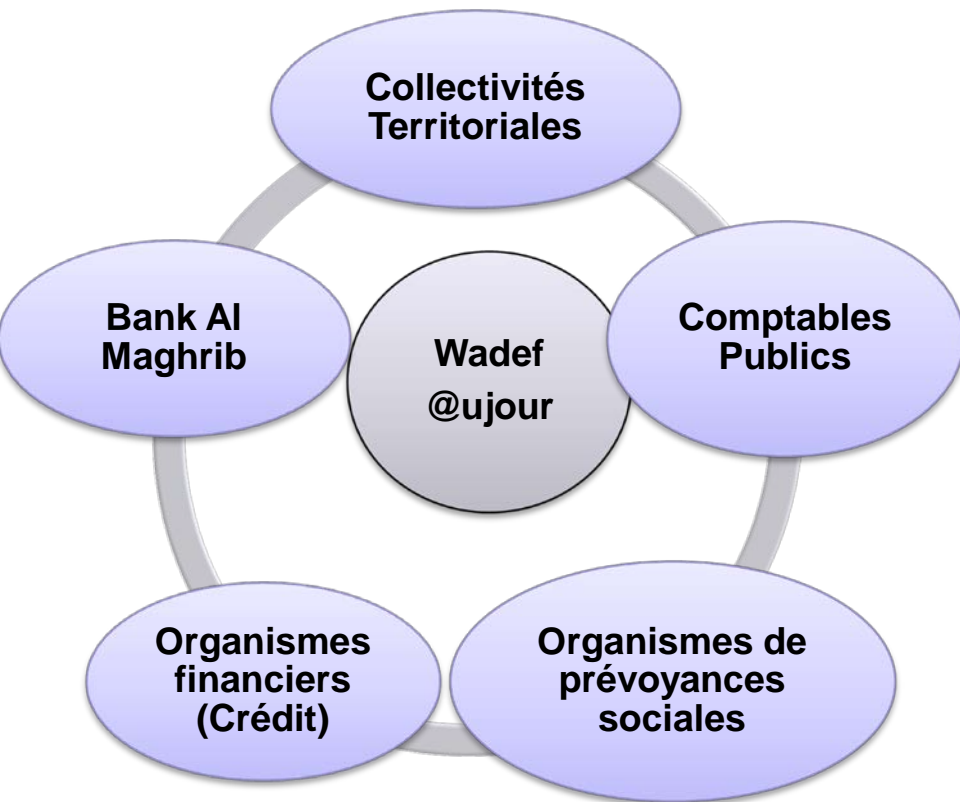 Collectivités
Territoriales
Bank Al
Maghrib
Wadef
@ujour
Comptables
Publics
Organismes
financiers
(Crédit)
Organismes de
prévoyances
sociales